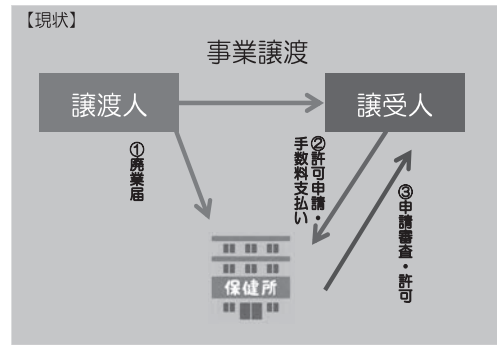 【現状】
事業譲渡
譲渡人
譲受人
①廃業届
②許可申請・
手数料支払い
③申請審査・許可
保健所